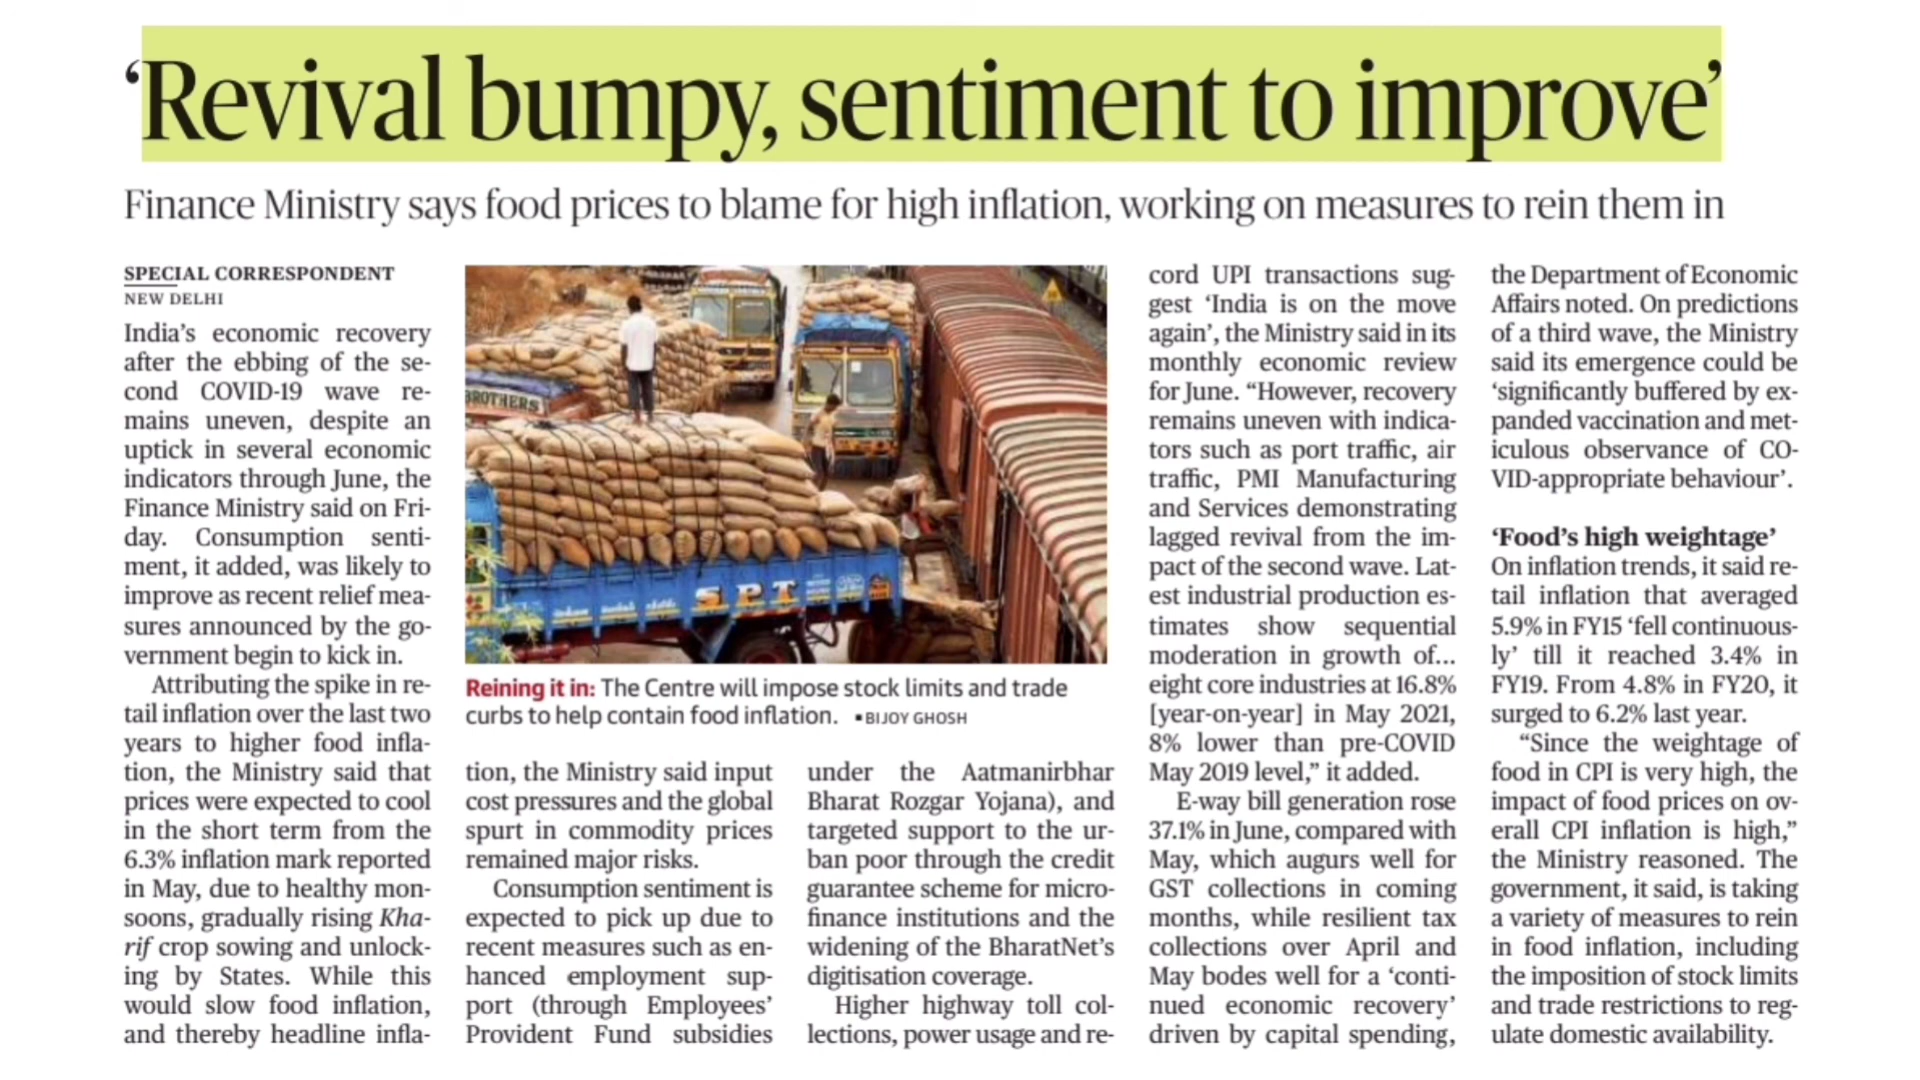 ‘Revival bumpy, sentiment to improve’
Finance Ministry says food prices to blame for high inflation, working on measures to rein them in
SPECIAL CORRESPONDENT
NEW DELHI
India’s economic recovery
after the ebbing of the se-
cond COVID-19 wave re-
mains uneven, despite an
uptick in several economic
indicators through June, the
Finance Ministry said on Fri-
day. Consumption senti-
ment, it added, was likely to
improve as recent relief mea-
sures announced by the go-
vernment begin to kick in.
Attributing the spike in re-
tail inflation over the last two
years to higher food infla-
tion, the Ministry said that
prices were expected to cool
in the short term from the
6.3% inflation mark reported
in May, due to healthy mon-
soons, gradually rising Kha-
rif crop sowing and unlock-
ing by States. While this
would slow food inflation,
and thereby headline infla-
BROTHERS
SPT
Reining it in: The Centre will impose stock limits and trade
curbs to help contain food inflation. ▪BIJOY GHOSH
tion, the Ministry said input
cost pressures and the global
spurt in commodity prices
remained major risks.
Consumption sentiment is
expected to pick up due to
recent measures such as en-
hanced employment sup-
port (through Employees’
Provident Fund subsidies
under the Aatmanirbhar
Bharat Rozgar Yojana), and
targeted support to the ur-
ban poor through the credit
guarantee scheme for micro-
finance institutions and the
widening of the BharatNet’s
digitisation coverage.
Higher highway toll col-
lections, power usage and re-
cord UPI transactions sug-
gest ‘India is on the move
again’, the Ministry said in its
monthly economic review
for June. “However, recovery
remains uneven with indica-
tors such as port traffic, air
traffic, PMI Manufacturing
and Services demonstrating
lagged revival from the im-
pact of the second wave. Lat-
est industrial production es-
timates show sequential
moderation in growth of...
eight core industries at 16.8%
[year-on-year] in May 2021,
8% lower than pre-COVID
May 2019 level,” it added.
E-way bill generation rose
37.1% in June, compared with
May, which augurs well for
GST collections in coming
months, while resilient tax
collections over April and
May bodes well for a ‘conti-
nued economic recovery’
driven by capital spending,
the Department of Economic
Affairs noted. On predictions
of a third wave, the Ministry
said its emergence could be
‘significantly buffered by ex-
panded vaccination and met-
iculous observance of CO-
VID-appropriate behaviour’.
‘Food’s high weightage’
On inflation trends, it said re-
tail inflation that averaged
5.9% in FY15 ‘fell continuous-
ly’ till it reached 3.4% in
FY19. From 4.8% in FY20, it
surged to 6.2% last year.
“Since the weightage of
food in CPI is very high, the
impact of food prices on ov-
erall CPI inflation is high,”
the Ministry reasoned. The
government, it said, is taking
a variety of measures to rein
in food inflation, including
the imposition of stock limits
and trade restrictions to reg-
ulate domestic availability.